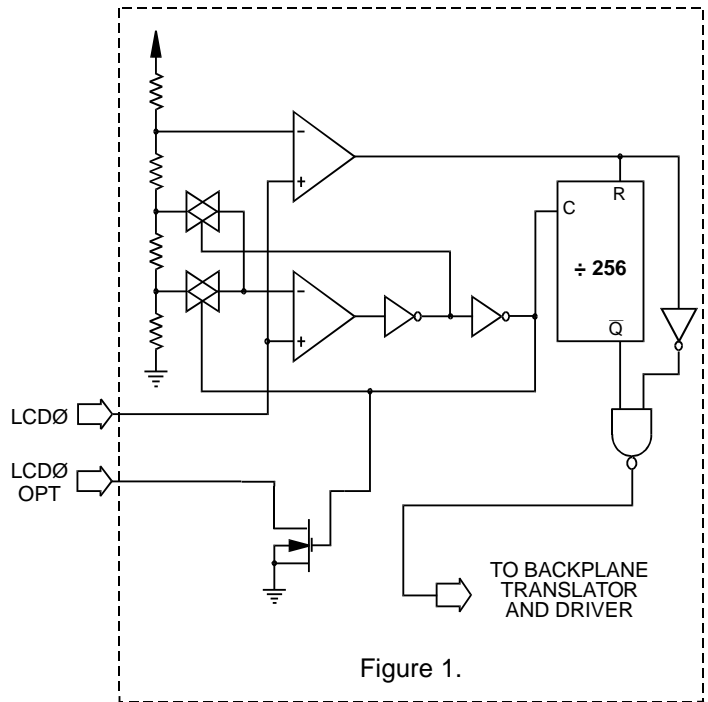 −
+
R
C
÷ 256
−
+
Q̅
LCDØ
LCDØ
OPT
TO BACKPLANE
TRANSLATOR
AND DRIVER
Figure 1.